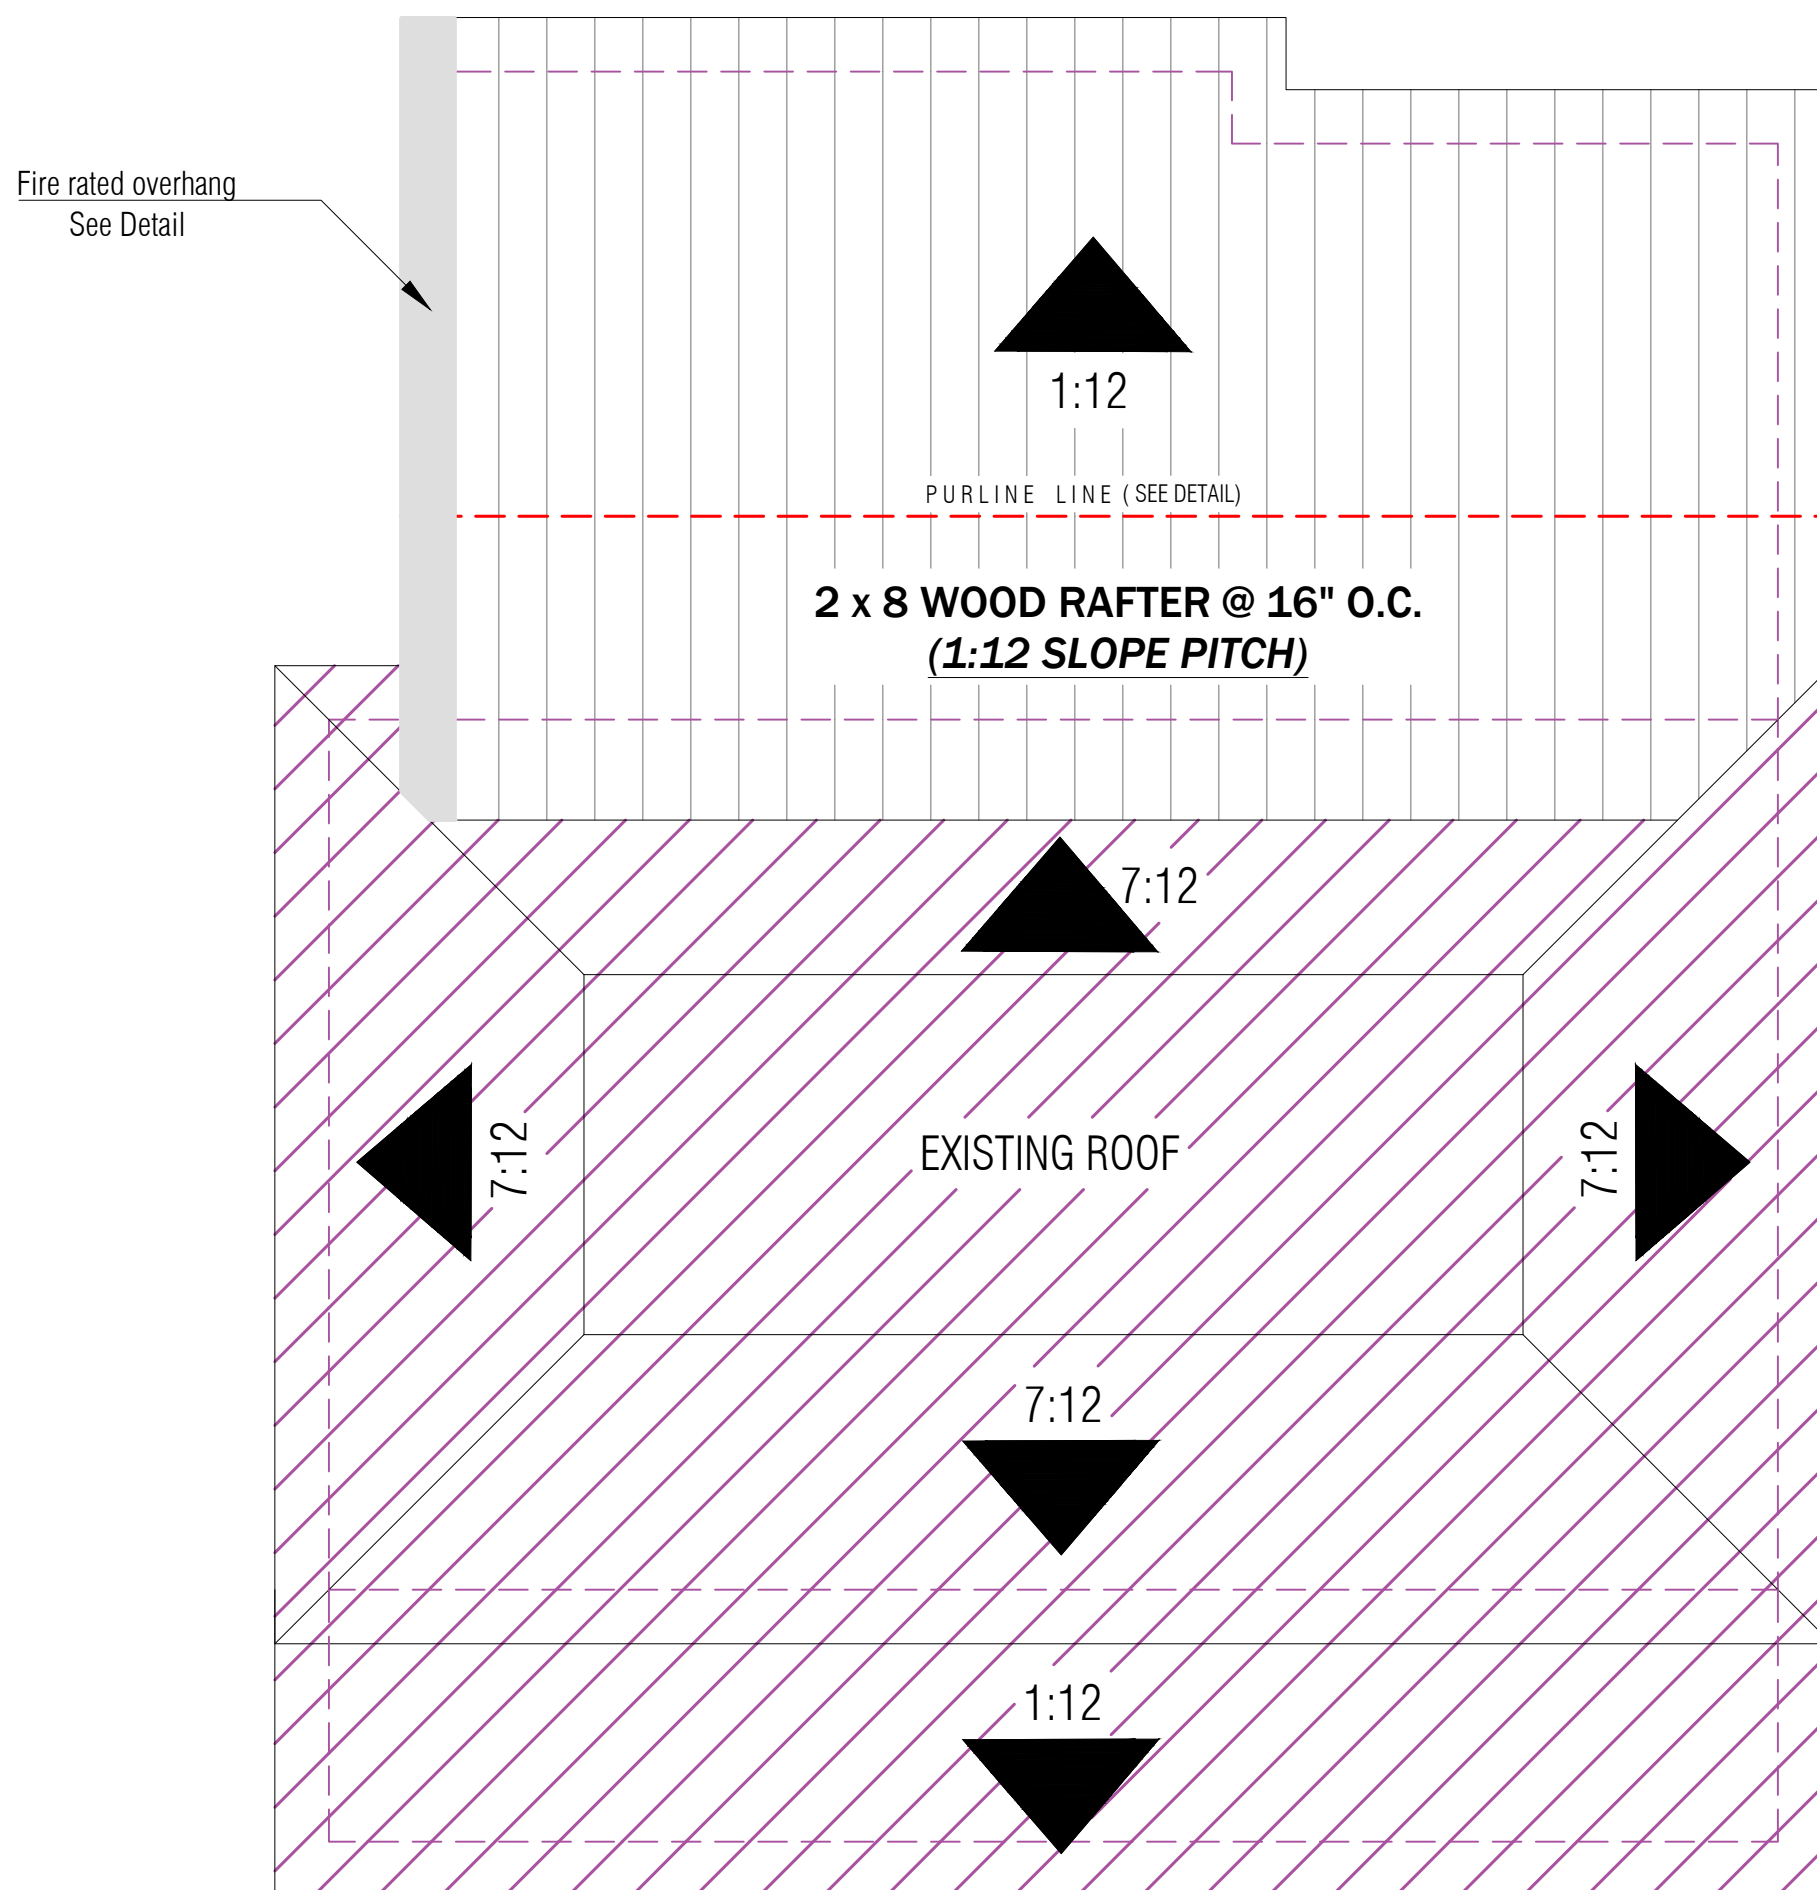 Fire rated overhang
See Detail
1:12
PURLINE LINE ( SEE DETAIL)
2 x 8 WOOD RAFTER @ 16" O.C.
(1:12 SLOPE PITCH)
7:12
7:12
EXISTING ROOF
7:12
7:12
1:12